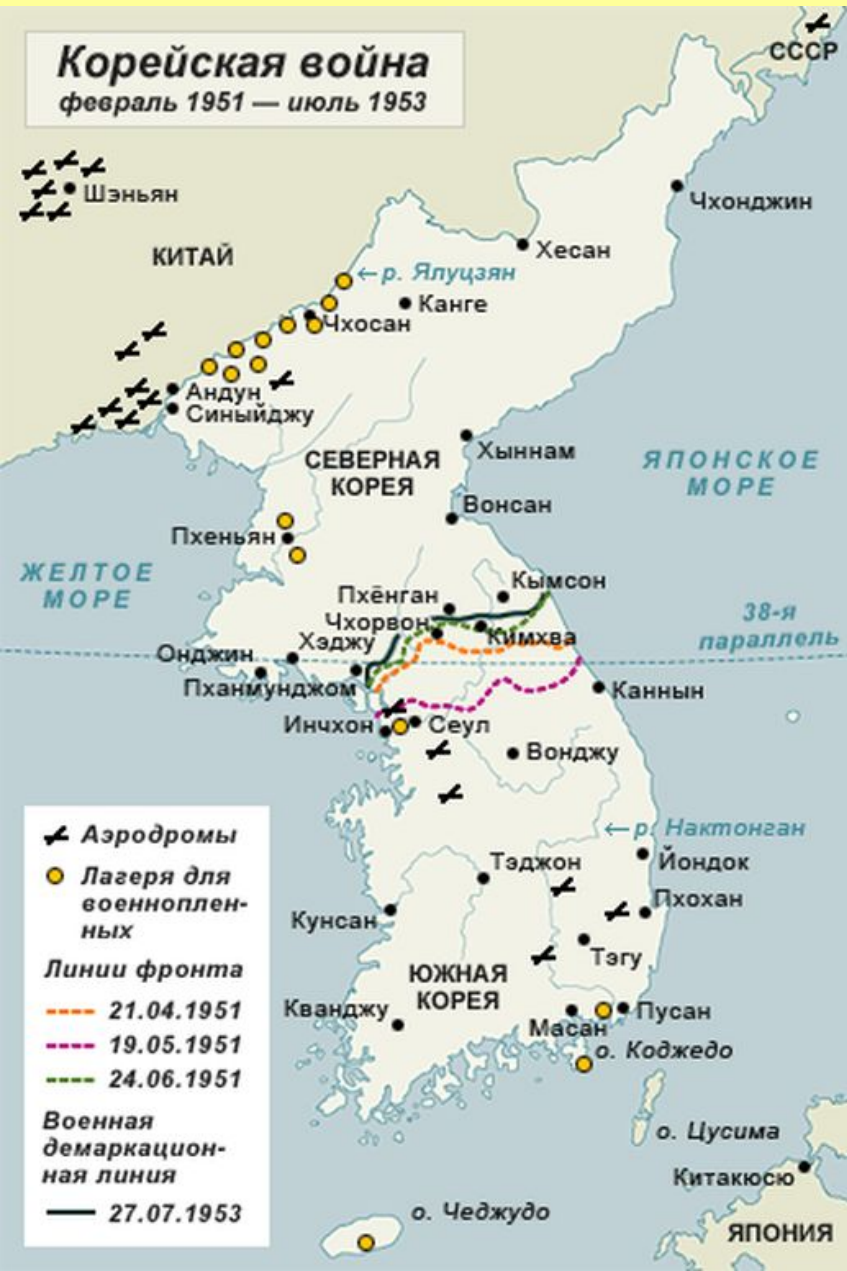 Корейская война
февраль 1951 — июль 1953
СССР
Шэньян
Чхонджин
КИТАЙ
Хесан
←р. Ялуцзян
Канге
Чхосан
Андун
Синыйджу
Хыннам
СЕВЕРНАЯ
КОРЕЯ
ЯПОНСКОЕ
МОРЕ
Вонсан
Пхеньян
ЖЕЛТОЕ
МОРЕ
Кымсон
Пхёнган
38-я
параллель
Чхорвон
Кимхва
Хэджу
Онджин
Пханмунджом
Каннын
Инчхон
Сеул
Вонджу
←р. Нактонган
Йондок
Тэджон
Пхохан
Кунсан
Тэгу
ЮЖНАЯ
КОРЕЯ
Кванджу
Масан
Пусан
о. Коджедо
о. Цусима
Китакюсю
о. Чеджудо
ЯПОНИЯ
Аэродромы
Лагеря для
военноплен-
ных
Линии фронта
21.04.1951
19.05.1951
24.06.1951
Военная
демаркацион-
ная линия
27.07.1953